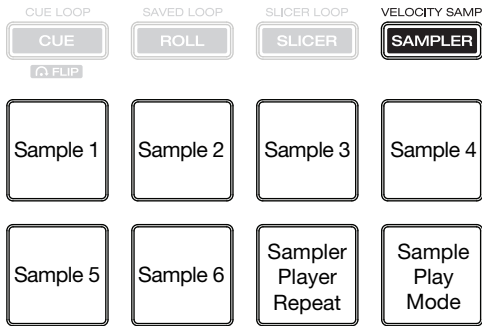 CUE LOOP SAVED LOOP SLICER LOOP VELOCITY SAMP
CUE ROLL SLICER SAMPLER
FLIP
Sample 1 Sample 2 Sample 3 Sample 4
Sample 5 Sample 6
Sampler
Player
Repeat
Sample
Play
Mode